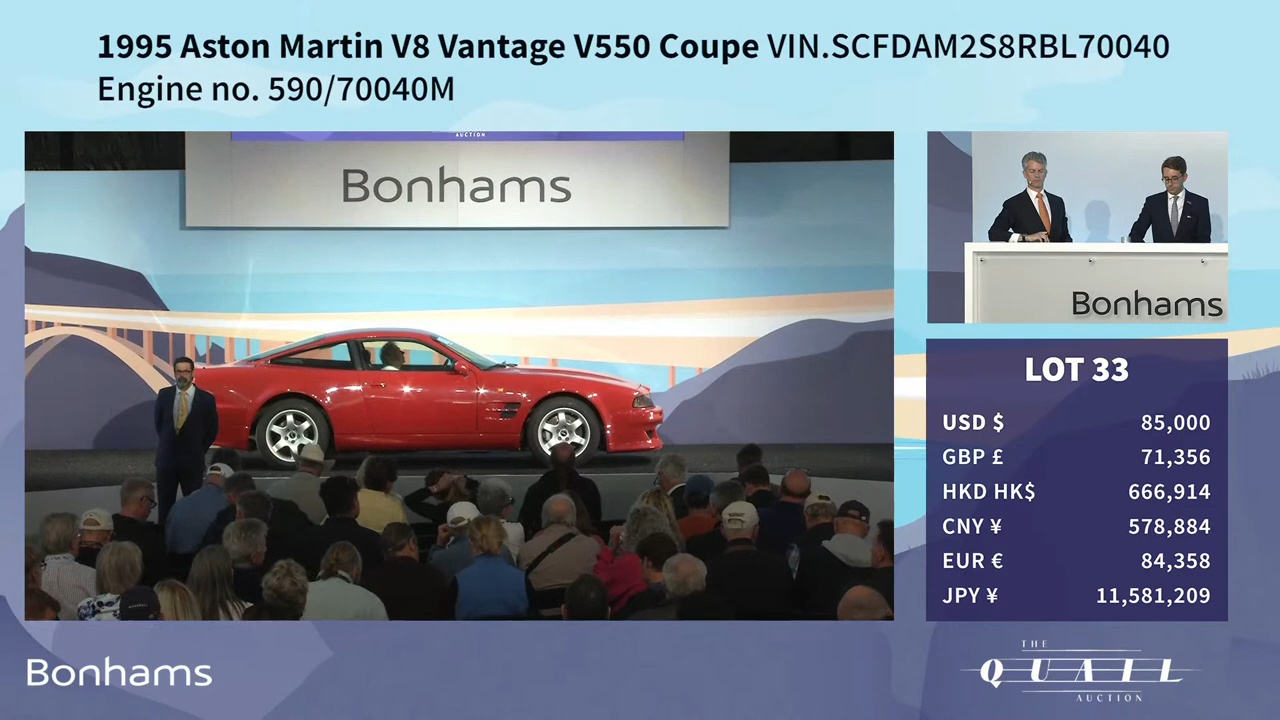 1995 Aston Martin V8 Vantage V550 Coupe VIN.SCFDAM2S8RBL70040
Engine no. 590/70040M
AUCTION
Bonhams
Bonhams
LOT 33
USD $ 85,000
GBP £ 71,356
HKD HK$ 666,914
CNY ¥ 578,884
EUR € 84,358
JPY ¥ 11,581,209
Bonhams
THE
QUAIL
AUCTION